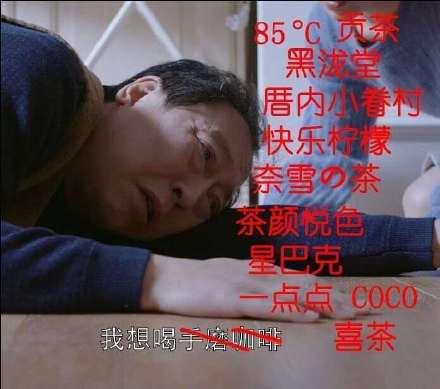 85°C 贡茶
黑泷堂
厝内小眷村
快乐柠檬
奈雪の茶
茶颜悦色
星巴克
一点点 COCO
喜茶
我想喝手磨咖啡